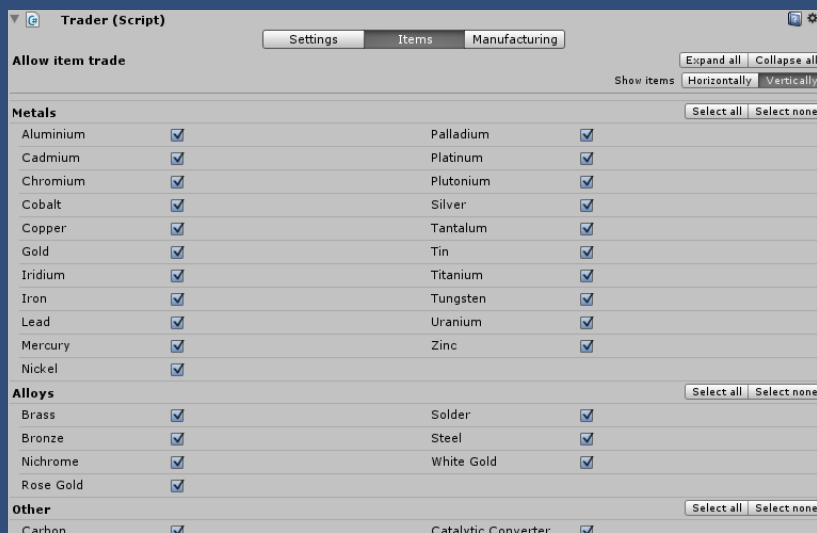 Trader (Script)
Settings Items Manufacturing
Allow item trade Expand all Collapse all
Show items Horizontally Vertically
Metals Select all Select none
Aluminium Palladium
Cadmium Platinum
Chromium Plutonium
Cobalt Silver
Copper Tantalum
Gold Tin
Iridium Titanium
Iron Tungsten
Lead Uranium
Mercury Zinc
Nickel
Alloys Select all Select none
Brass Solder
Bronze Steel
Nichrome White Gold
Rose Gold
Other Select all Select none
Carbon Catalytic Converter